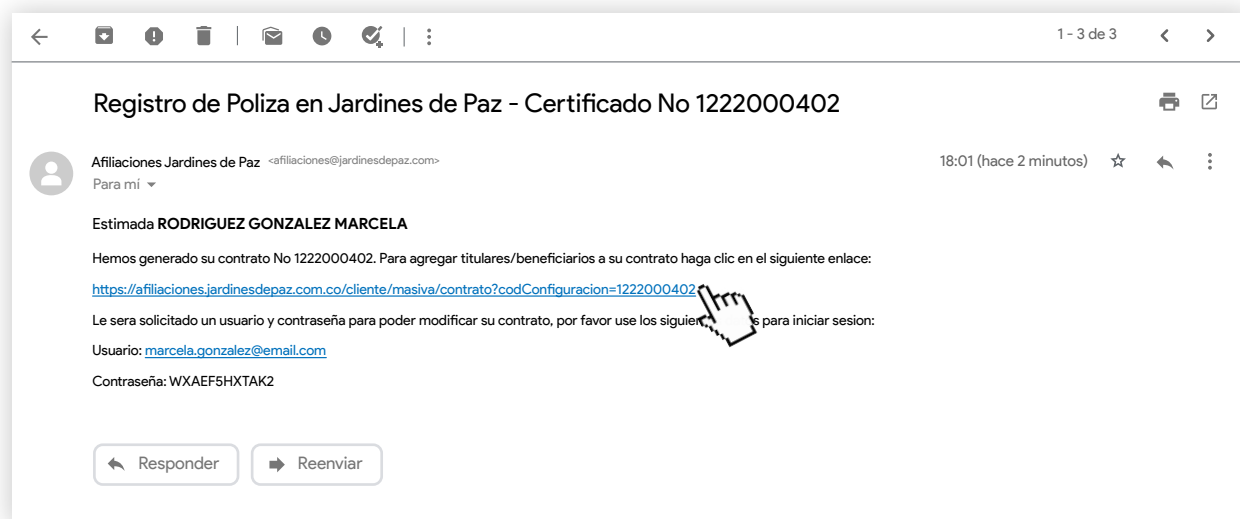 1 - 3 de 3
Registro de Poliza en Jardines de Paz - Certificado No 1222000402
Afiliaciones Jardines de Paz <afiliaciones@jardinesdepaz.com>
18:01 (hace 2 minutos)
Para mí
Estimada RODRIGUEZ GONZALEZ MARCELA
Hemos generado su contrato No 1222000402. Para agregar titulares/beneficiarios a su contrato haga clic en el siguiente enlace:
https://afiliaciones.jardinesdepaz.com.co/cliente/masiva/contrato?codConfiguracion=1222000402
Le sera solicitado un usuario y contraseña para poder modificar su contrato, por favor use los para iniciar sesion:
Usuario: marcela.gonzalez@email.com
Contraseña: WXAEF5HXTAK2
Responder
Reenviar